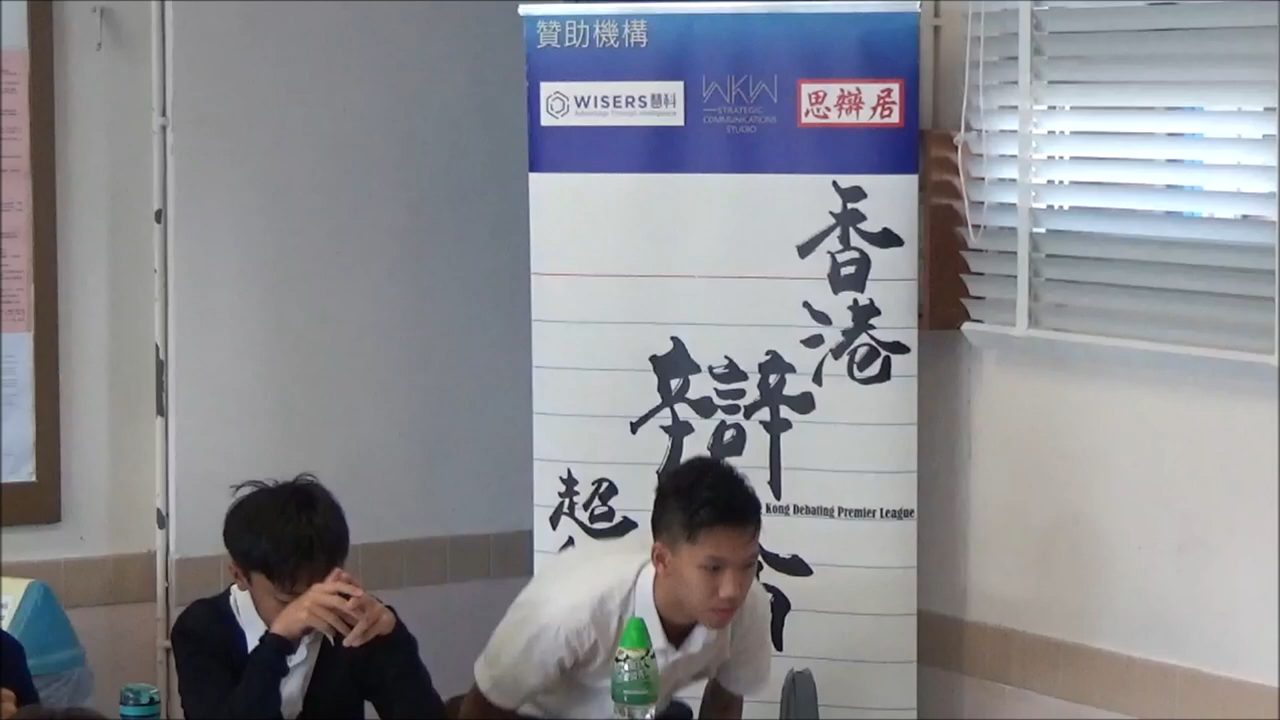 贊助機構
WISERS慧科
WKW
STRATEGIC
COMMUNICATIONS
STUDIO
思辯居
香港
辯
超
Kong Debating Premier League